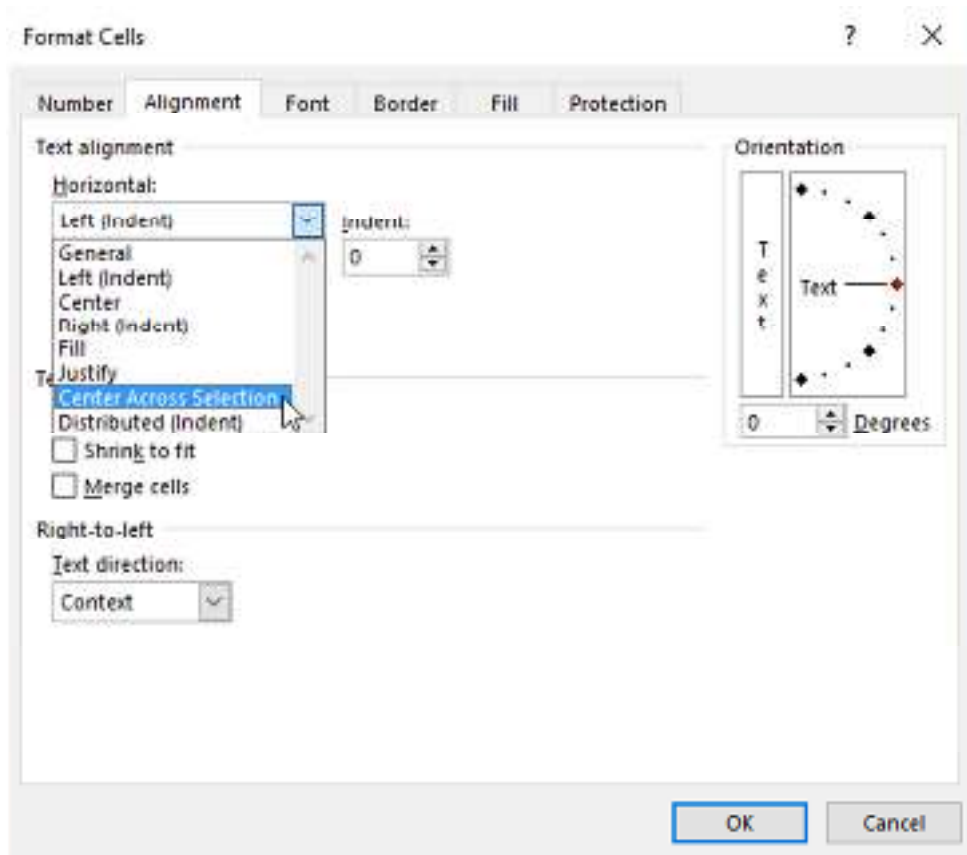 Format Cells
?
Number Alignment Font Border Fill Protection
Text alignment
Orientation
Horizontal:
Left (Indent)
Indent:
General
0
Left (Indent)
Center
Right (Indent)
Fill
Justify
Center Across Selection
Distributed (Indent)
Text
Text
0 Degrees
Te
Shrink to fit
Merge cells
Right-to-left
Text direction:
Context
OK Cancel